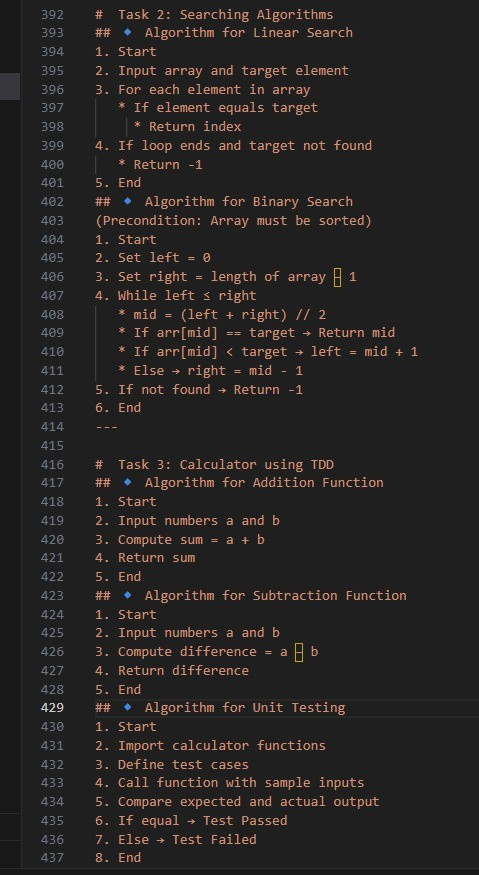 392 #  Task 2: Searching Algorithms
393 ## 🔹 Algorithm for Linear Search
394 1. Start
395 2. Input array and target element
396 3. For each element in array
397    * If element equals target
398      * Return index
399 4. If loop ends and target not found
400    * Return -1
401 5. End
402 ## 🔹 Algorithm for Binary Search
403 (Precondition: Array must be sorted)
404 1. Start
405 2. Set left = 0
406 3. Set right = length of array – 1
407 4. While left ≤ right
408    * mid = (left + right) // 2
409    * If arr[mid] == target → Return mid
410    * If arr[mid] < target → left = mid + 1
411    * Else → right = mid - 1
412 5. If not found → Return -1
413 6. End
414 ---
415
416 #  Task 3: Calculator using TDD
417 ## 🔹 Algorithm for Addition Function
418 1. Start
419 2. Input numbers a and b
420 3. Compute sum = a + b
421 4. Return sum
422 5. End
423 ## 🔹 Algorithm for Subtraction Function
424 1. Start
425 2. Input numbers a and b
426 3. Compute difference = a – b
427 4. Return difference
428 5. End
429 ## 🔹 Algorithm for Unit Testing
430 1. Start
431 2. Import calculator functions
432 3. Define test cases
433 4. Call function with sample inputs
434 5. Compare expected and actual output
435 6. If equal → Test Passed
436 7. Else → Test Failed
437 8. End